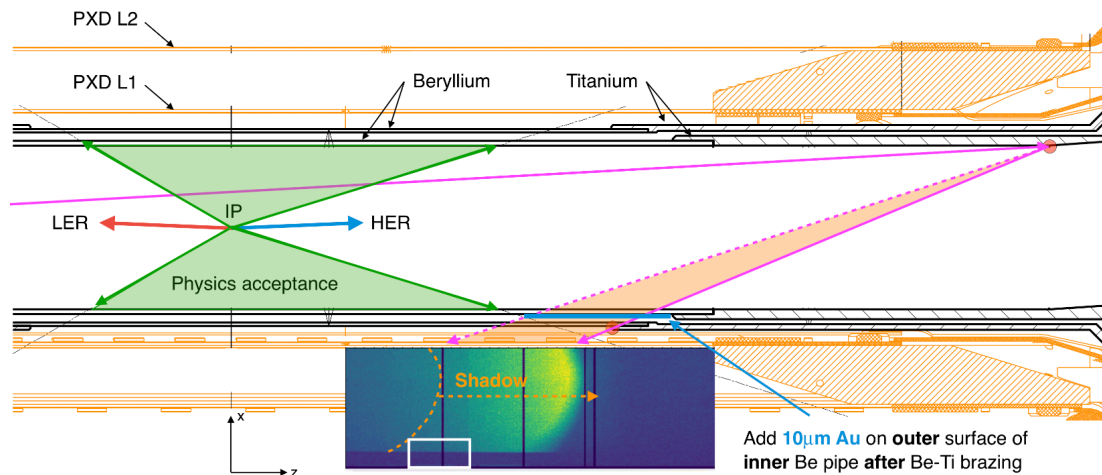 PXD L2
PXD L1
Beryllium
Titanium
IP
LER
HER
Physics acceptance
Shadow
x
z
Add 10μm Au on outer surface of
inner Be pipe after Be-Ti brazing